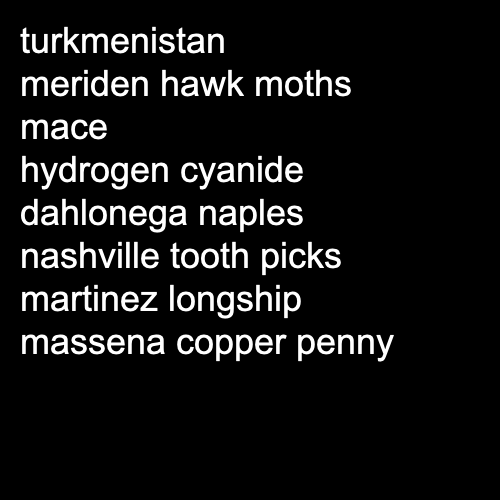 turkmenistan
meriden hawk moths
mace
hydrogen cyanide
dahlonega naples
nashville tooth picks
martinez longship
massena copper penny